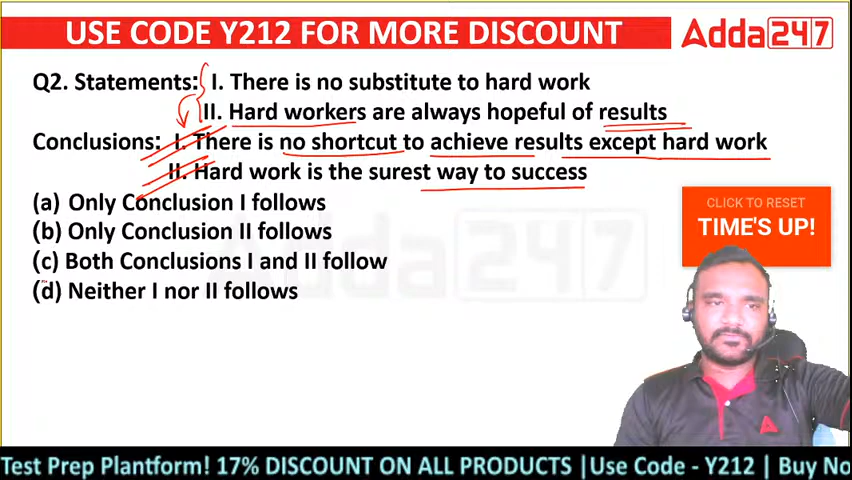 USE CODE Y212 FOR MORE DISCOUNT
Adda247
Q2. Statements: I. There is no substitute to hard work
II. Hard workers are always hopeful of results
Conclusions: I. There is no shortcut to achieve results except hard work
II. Hard work is the surest way to success
(a) Only Conclusion I follows
(b) Only Conclusion II follows
(c) Both Conclusions I and II follow
(d) Neither I nor II follows
CLICK TO RESET
TIME'S UP!
Adda247
Test Prep Plantform! 17% DISCOUNT ON ALL PRODUCTS |Use Code - Y212 | Buy No